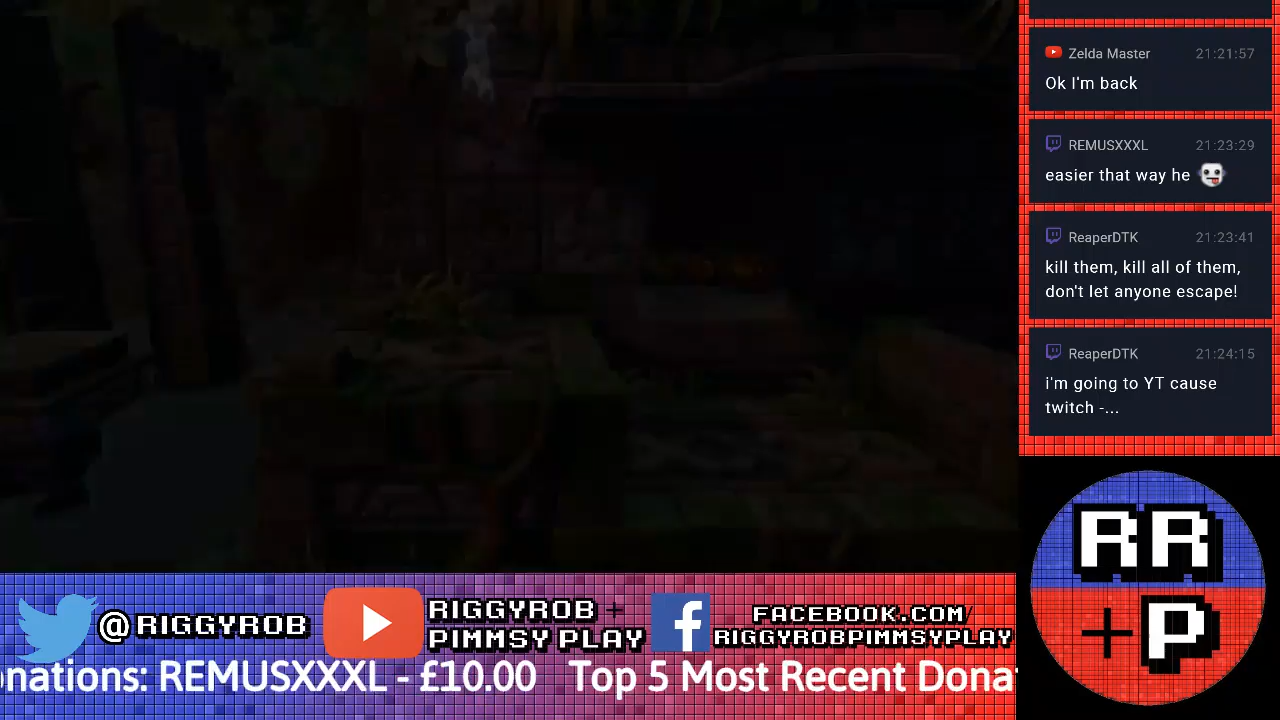 Zelda Master 21:21:57
Ok I'm back
REMUSXXXL 21:23:29
easier that way he
ReaperDTK 21:23:41
kill them, kill all of them,
don't let anyone escape!
ReaperDTK 21:24:15
i'm going to YT cause
twitch -...
RR
+P
@RIGGYROB
RIGGYROB +
PIMMSY PLAY
FACEBOOK.COM/
RIGGYROBPIMMSYPLAY
onations: REMUSXXXL - £10.00 Top 5 Most Recent Dona